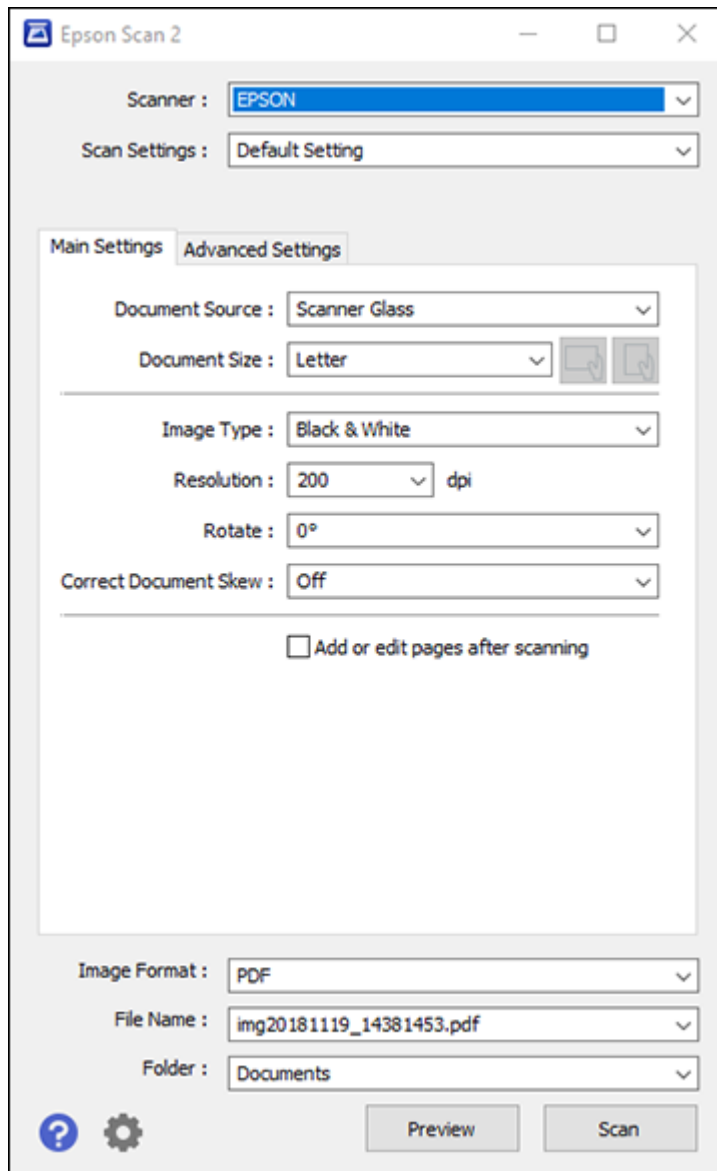 Epson Scan 2
Scanner : EPSON
Scan Settings : Default Setting
Main Settings Advanced Settings
Document Source : Scanner Glass
Document Size : Letter
Image Type : Black & White
Resolution : 200 dpi
Rotate : 0°
Correct Document Skew : Off
Add or edit pages after scanning
Image Format : PDF
File Name : img20181119_14381453.pdf
Folder : Documents
? Preview Scan